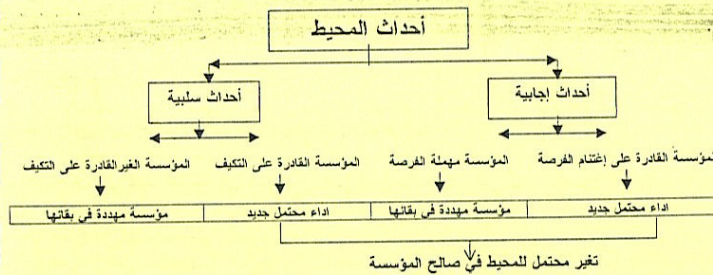 أحداث المحيط
أحداث إجابية
أحداث سلبية
المؤسسة القادرة على إغتنام الفرصة
المؤسسة مهملة الفرصة
المؤسسة القادرة على التكيف
المؤسسة الغيرالقادرة على التكيف
اداء محتمل جديد
مؤسسة مهددة في بقائها
اداء محتمل جديد
مؤسسة مهددة في بقائها
تغير محتمل للمحيط في صالح المؤسسة